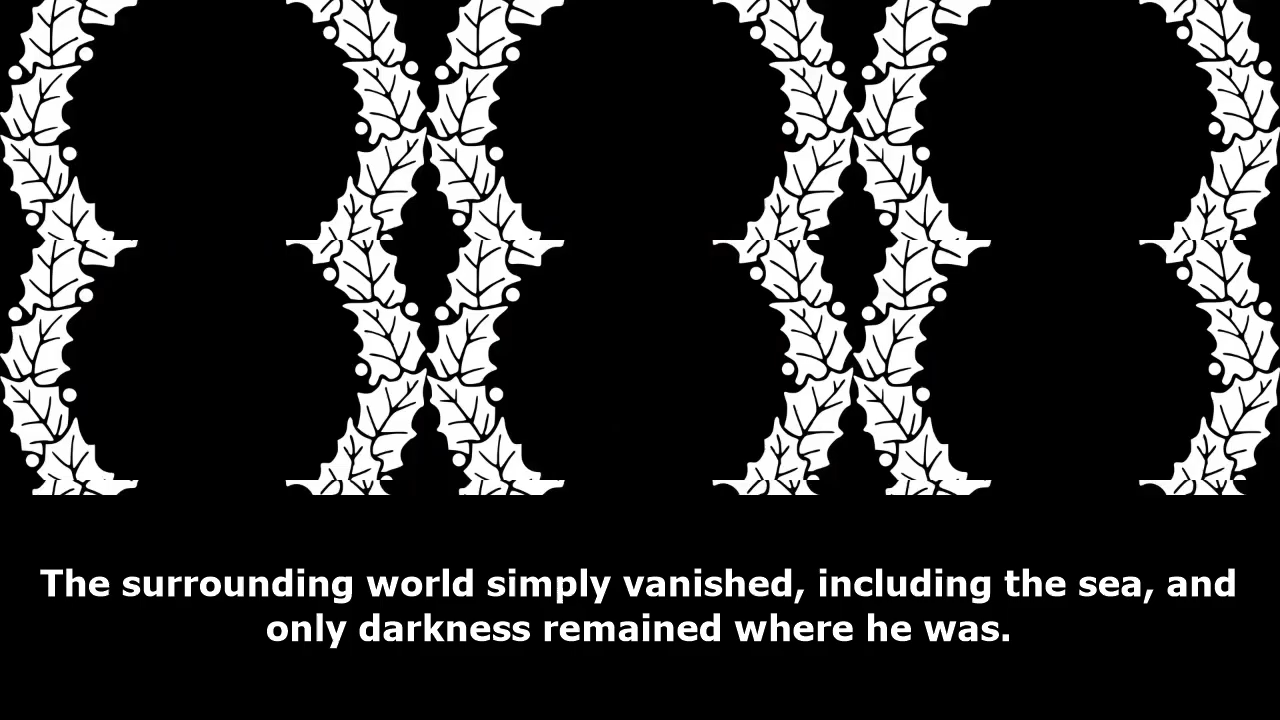 The surrounding world simply vanished, including the sea, and
only darkness remained where he was.